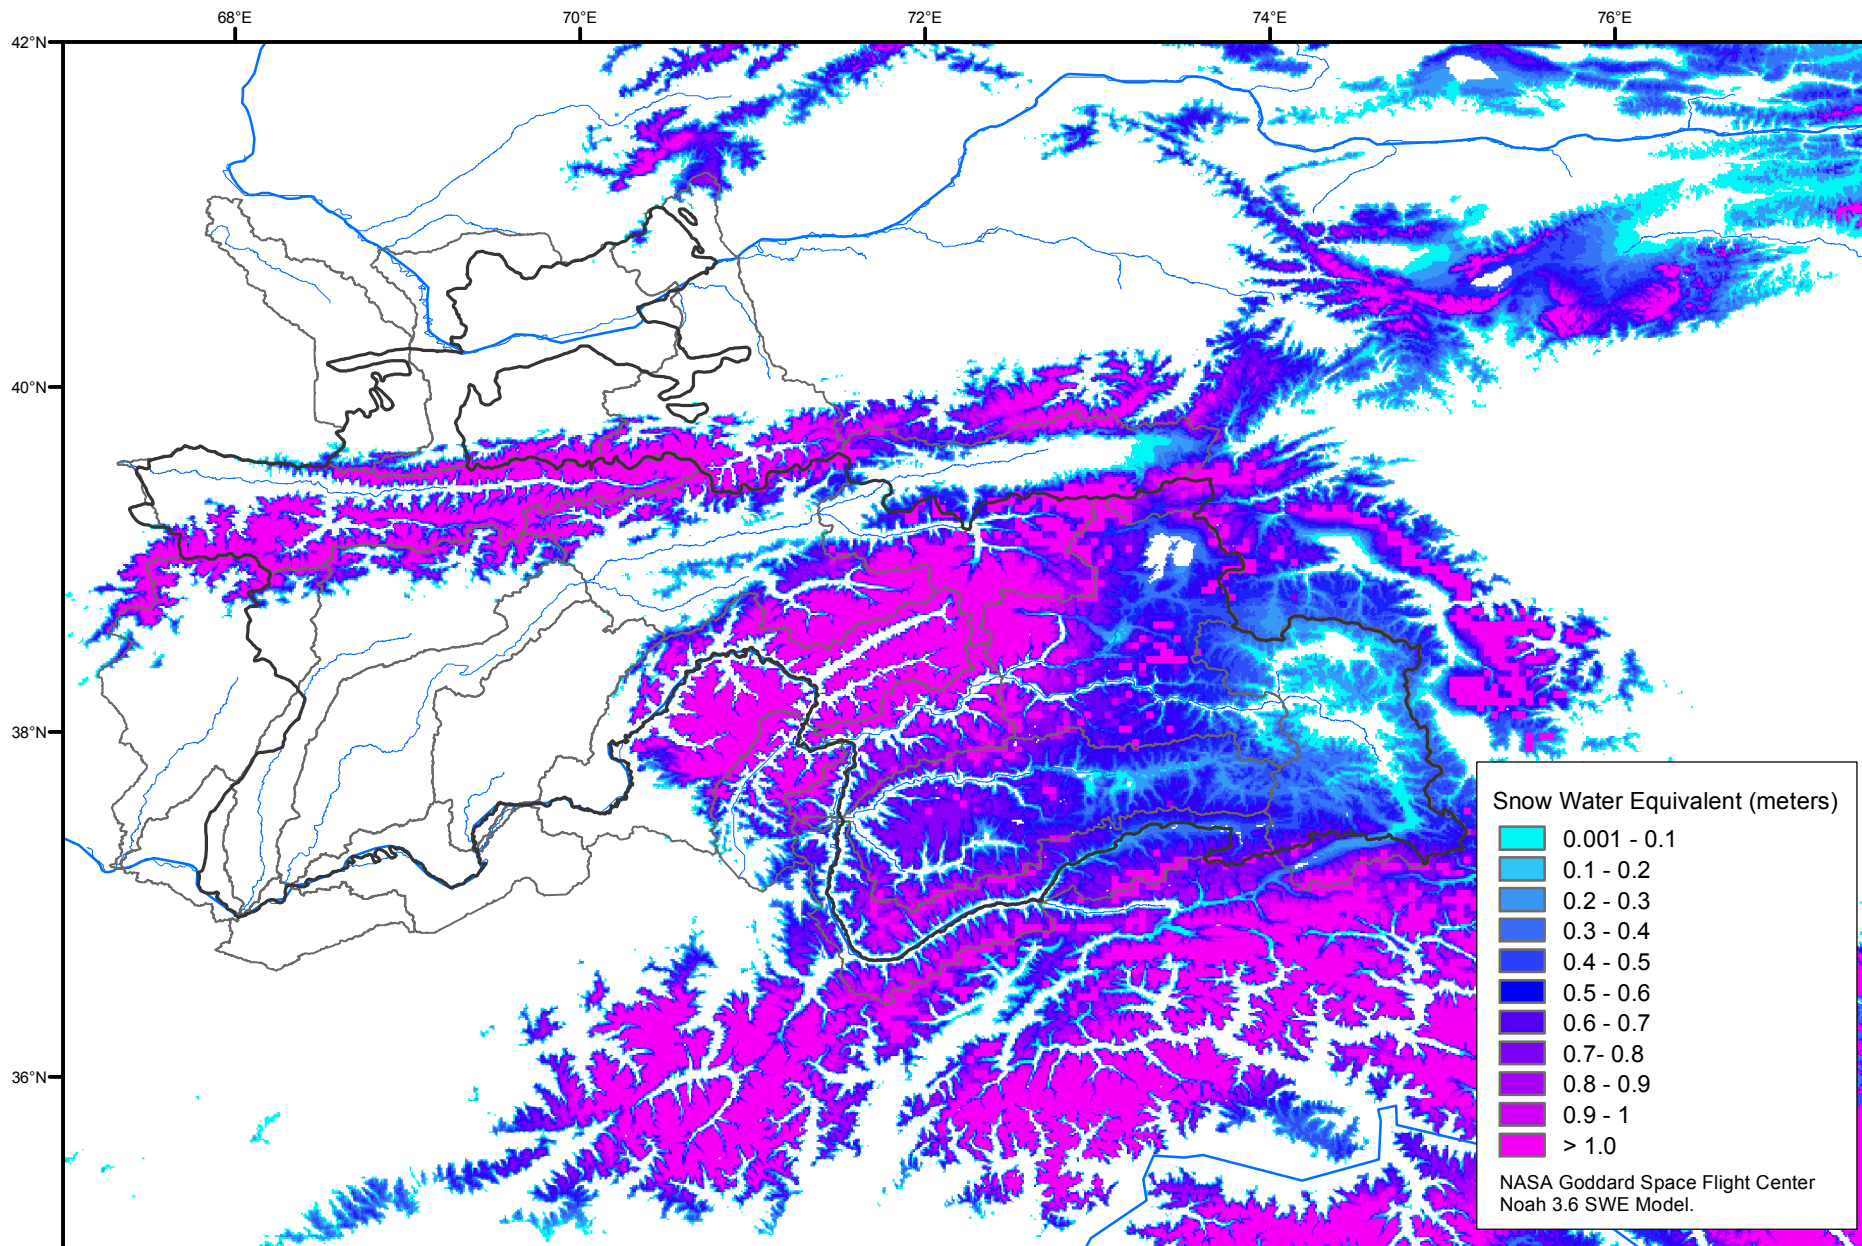 68°E
70°E
72°E
74°E
76°E
42°N
40°N
38°N
36°N
Snow Water Equivalent (meters)
0.001 - 0.1
0.1 - 0.2
0.2 - 0.3
0.3 - 0.4
0.4 - 0.5
0.5 - 0.6
0.6 - 0.7
0.7- 0.8
0.8 - 0.9
0.9 - 1
> 1.0
NASA Goddard Space Flight Center
Noah 3.6 SWE Model.